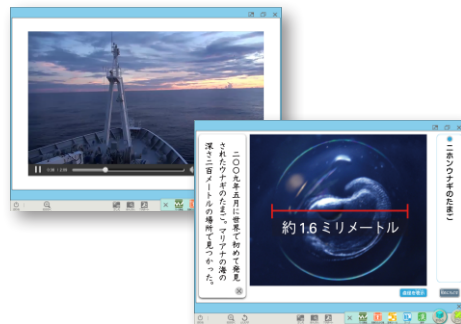 ニホンウナギのたまご
約1.6ミリメートル
二〇〇九年五月に世界で初めて発見
されたウナギのたまご。マリアナの海の
深さ二百メートルの場所で見つかった。